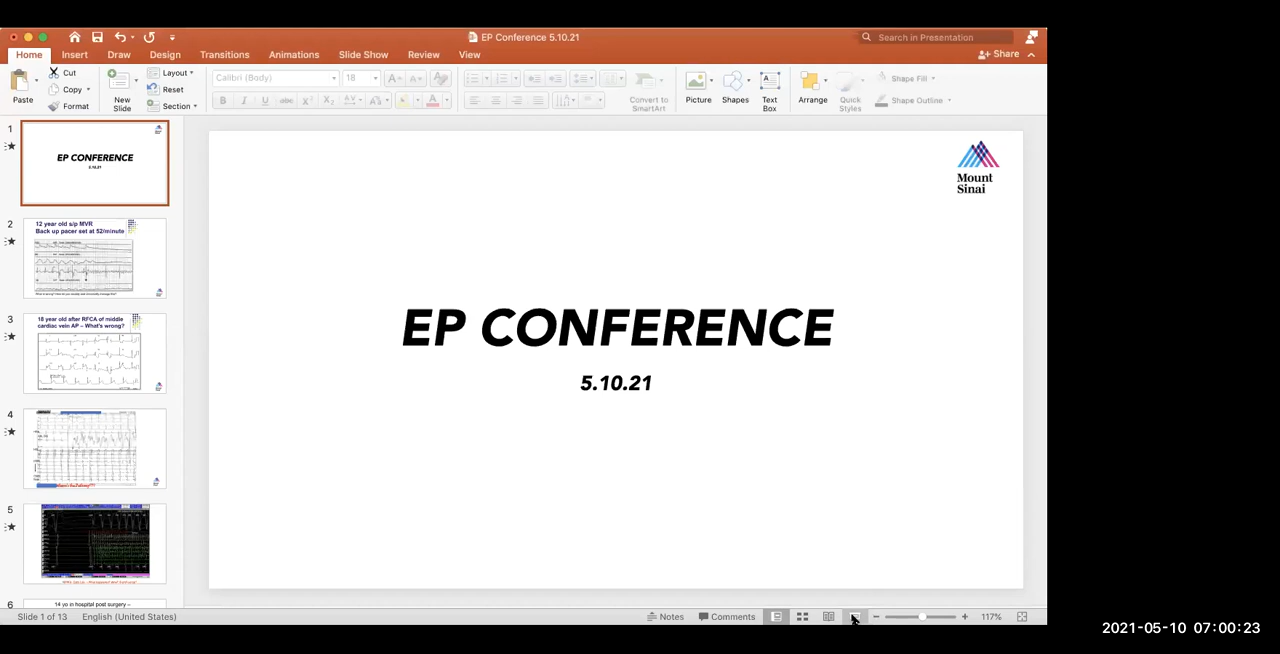 EP Conference 5.10.21
Search in Presentation
Home Insert Draw Design Transitions Animations Slide Show Review View
Share
Paste
Cut
Copy
Format
New
Slide
Layout
Reset
Section
Calibri (Body) 18
Convert to
SmartArt
Picture
Shapes
Text
Box
Arrange
Quick
Styles
Shape Fill
Shape Outline
1
EP CONFERENCE
5.10.21
2
12 year old s/p MVR
Back up pacer set at 52/minute
3
18 year old after RFCA of middle
cardiac vein AP – What's wrong?
4
5
6
14 yo in hospital post surgery –
Mount
Sinai
EP CONFERENCE
5.10.21
Slide 1 of 13 English (United States)
Notes Comments 117%
2021-05-10 07:00:23